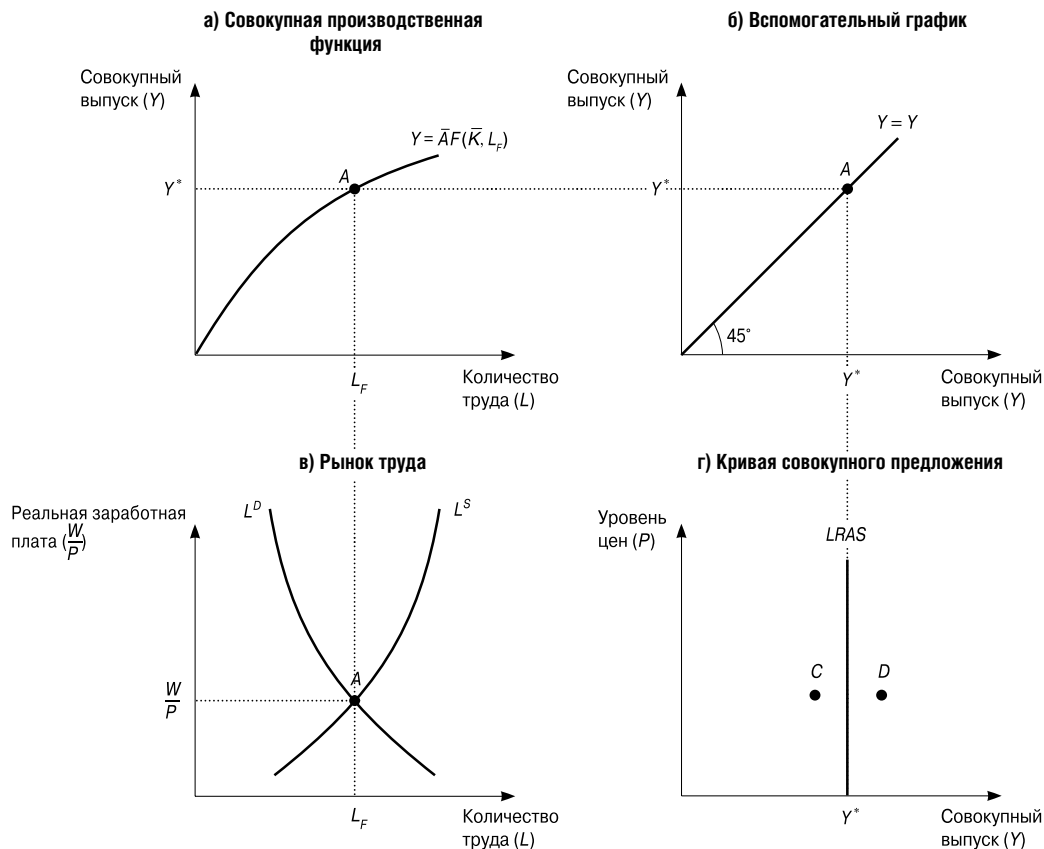 а) Совокупная производственная
функция
Совокупный
выпуск (Y)
Y = A̅F(K̅, L_F)
A
Y*
L_F
Количество
труда (L)
б) Вспомогательный график
Совокупный
выпуск (Y)
Y = Y
A
Y*
45°
Y*
Совокупный
выпуск (Y)
в) Рынок труда
Реальная заработная
плата (W/P)
L^D
L^S
A
W/P
L_F
Количество
труда (L)
г) Кривая совокупного предложения
Уровень
цен (P)
LRAS
C
D
Y*
Совокупный
выпуск (Y)